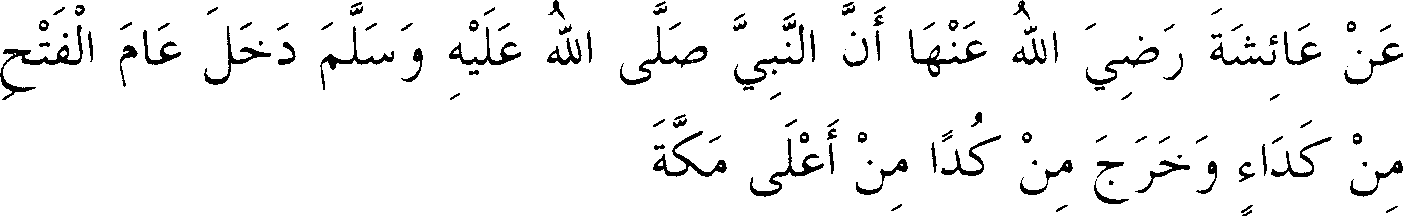 عَنْ عَائِشَةَ رَضِيَ اللهُ عَنْهَا أَنَّ النَّبِيَّ صَلَّى اللهُ عَلَيْهِ وَسَلَّمَ دَخَلَ عَامَ الْفَتْحِ
مِنْ كَدَاءٍ وَخَرَجَ مِنْ كُدًا مِنْ أَعْلَى مَكَّةَ